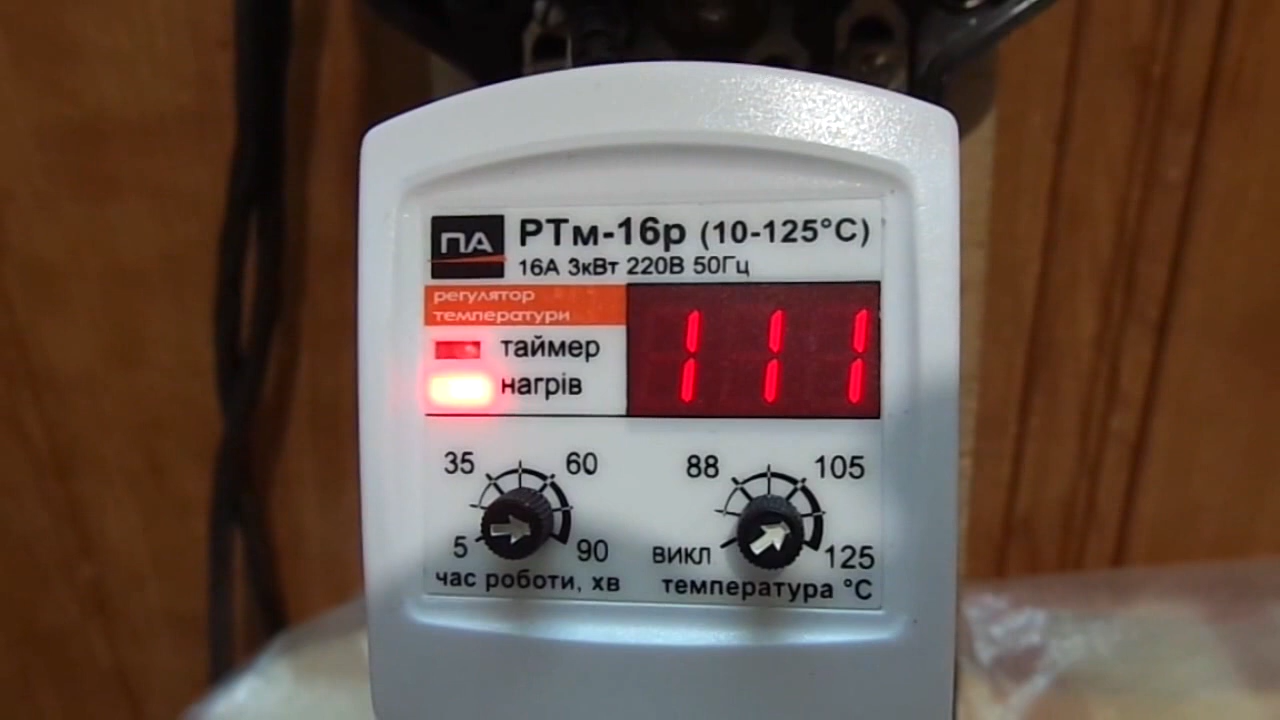 ПА
РТм-16р (10-125°С)
16А 3кВт 220В 50Гц
регулятор
температури
таймер
нагрів
111
35 60
5 90
час роботи, хв
88 105
викл 125
температура °С